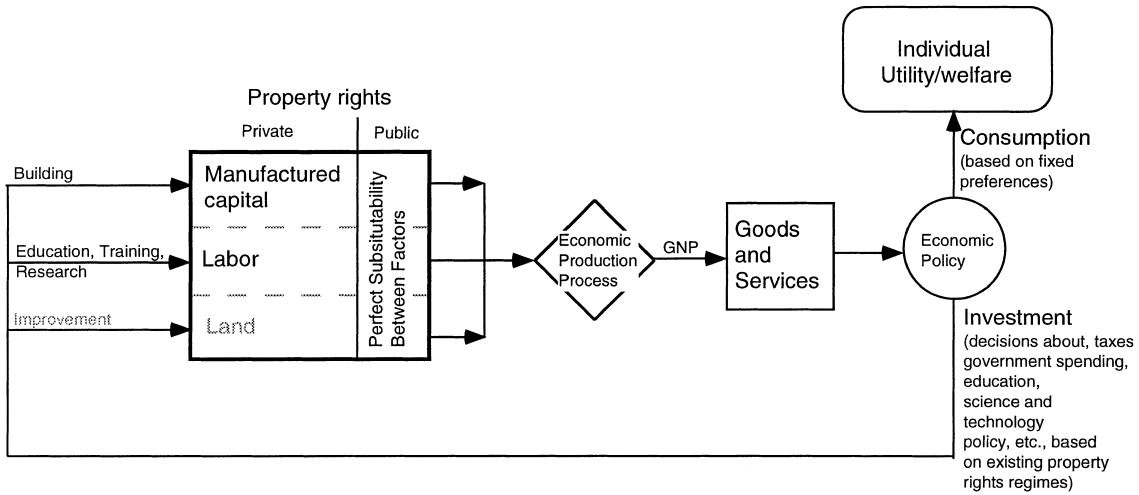 Individual
Utility/welfare
Property rights
Private
Public
Consumption
(based on fixed
preferences)
Building
Manufactured
capital
Perfect Subsitutability
Between Factors
Education, Training,
Research
Labor
Economic
Production
Process
GNP
Goods
and
Services
Economic
Policy
Improvement
Land
Investment
(decisions about, taxes
government spending,
education,
science and
technology
policy, etc., based
on existing property
rights regimes)